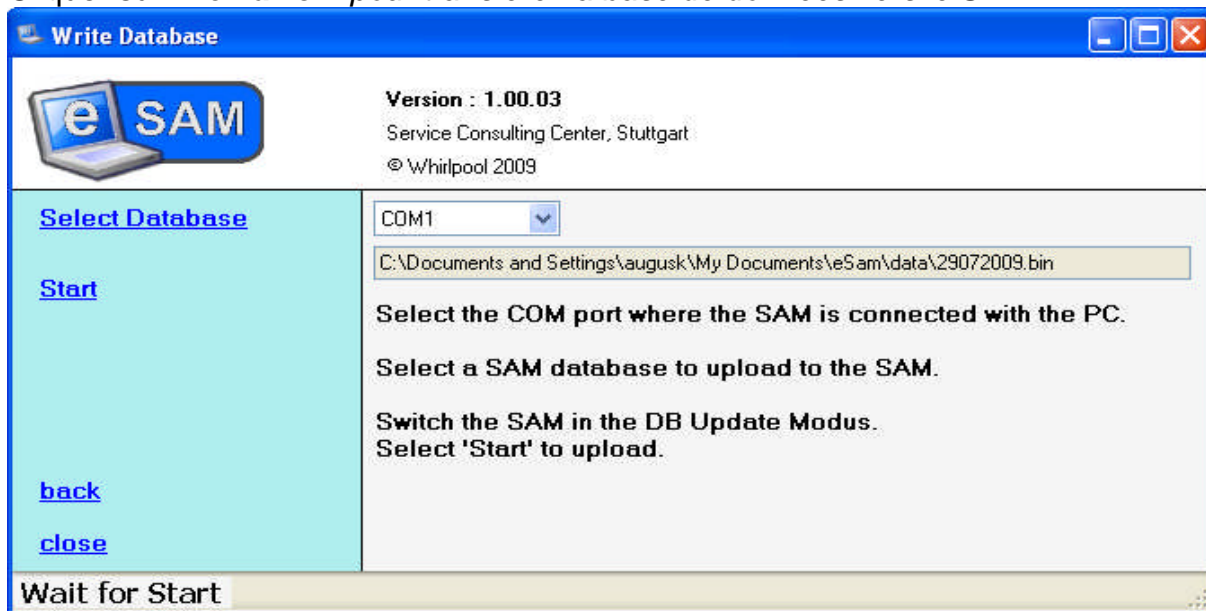 Write Database
e SAM
Version : 1.00.03
Service Consulting Center, Stuttgart
© Whirlpool 2009
Select Database
COM1
C:\Documents and Settings\augusk\My Documents\eSam\data\29072009.bin
Start
Select the COM port where the SAM is connected with the PC.
Select a SAM database to upload to the SAM.
Switch the SAM in the DB Update Modus.
Select 'Start' to upload.
back
close
Wait for Start